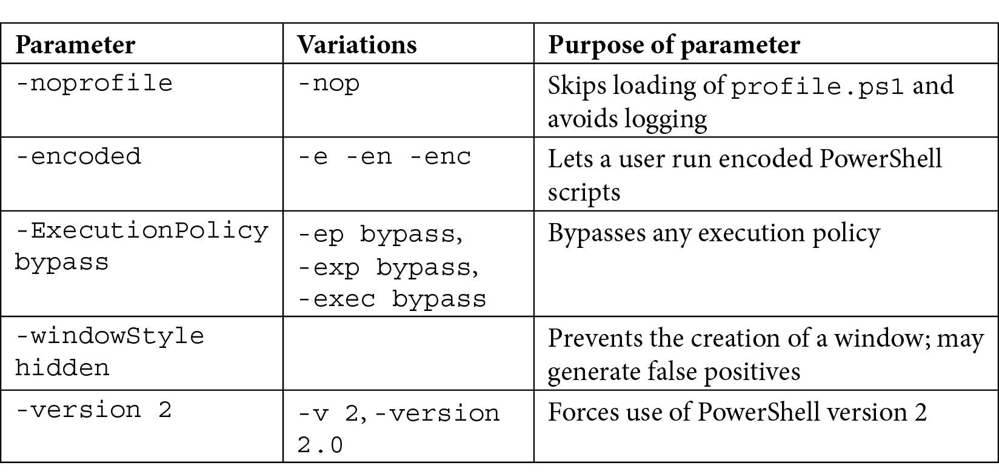 Parameter Variations Purpose of parameter
-noprofile -nop Skips loading of profile.ps1 and
avoids logging
-encoded -e -en -enc Lets a user run encoded PowerShell
scripts
-ExecutionPolicy
bypass
-ep bypass,
-exp bypass,
-exec bypass
Bypasses any execution policy
-windowStyle
hidden
Prevents the creation of a window; may
generate false positives
-version 2
-v 2, -version
2.0
Forces use of PowerShell version 2